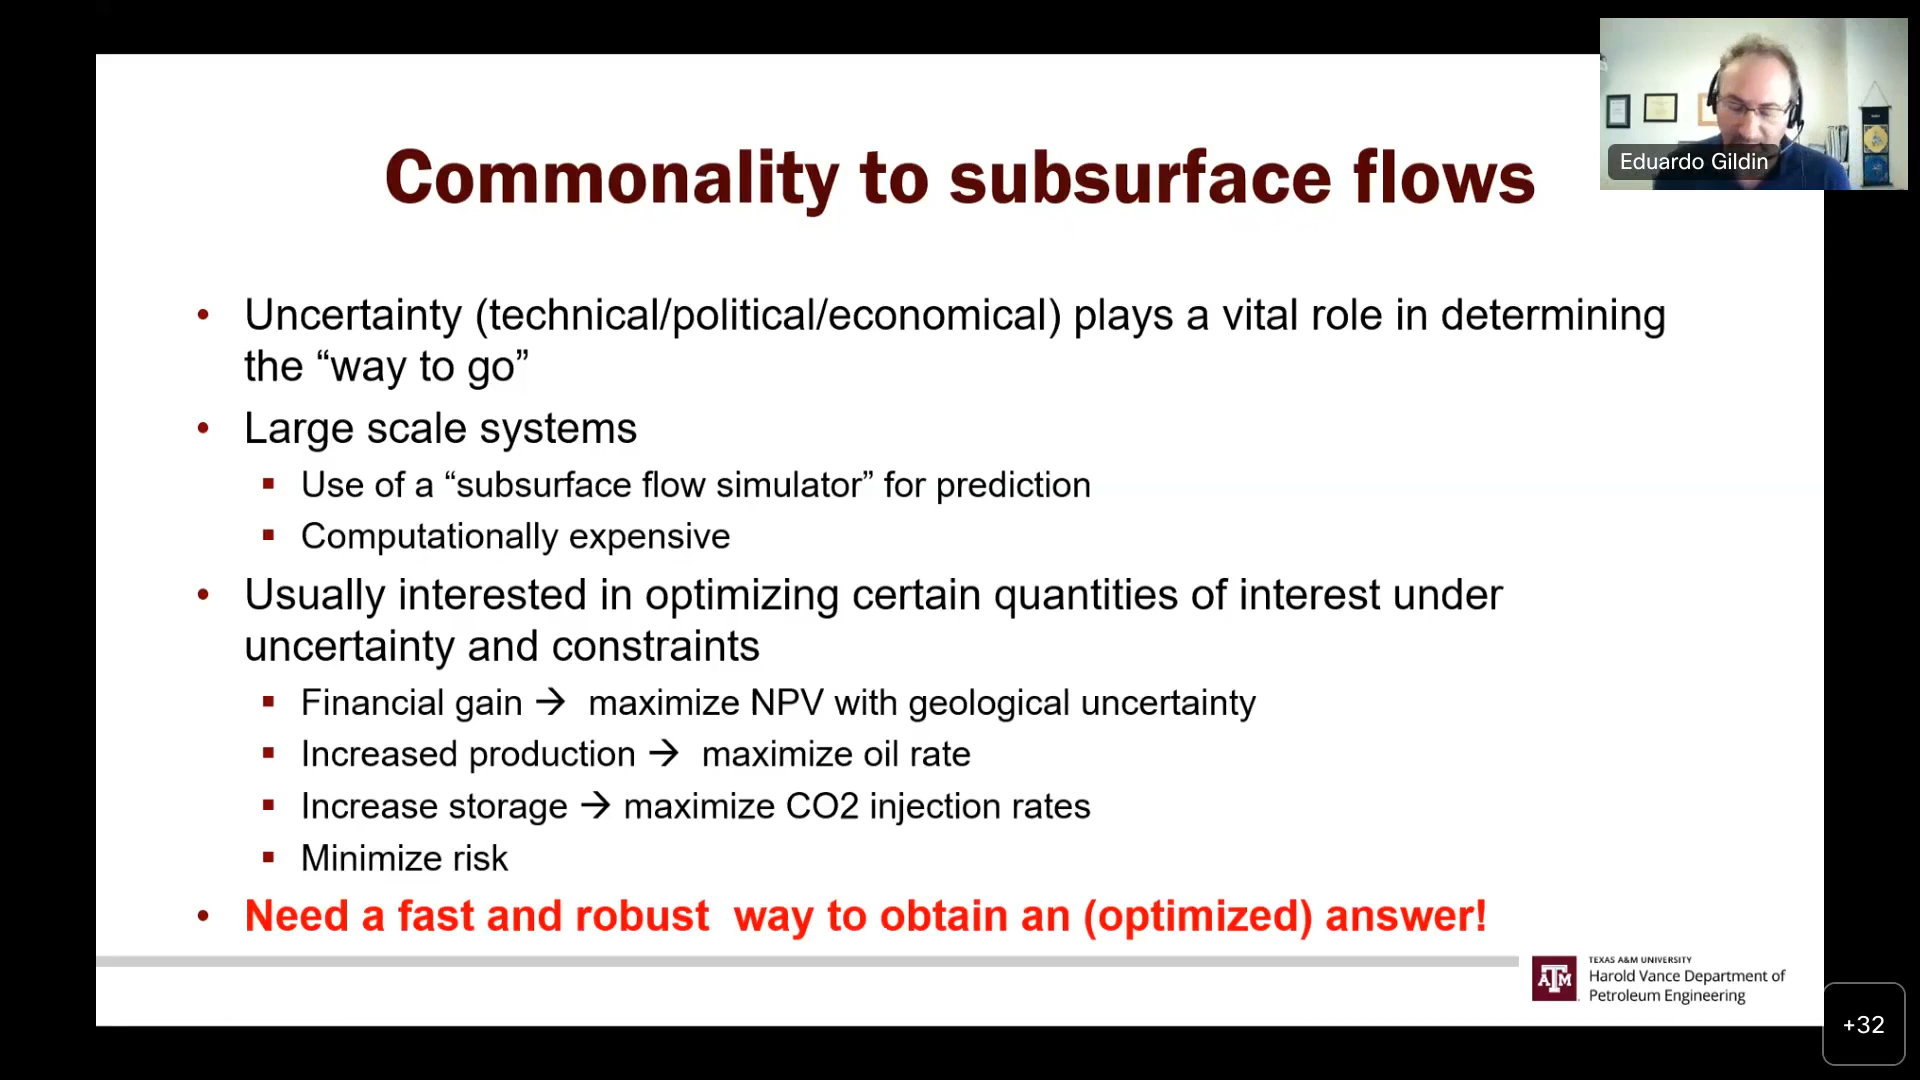 Commonality to subsurface flows
Eduardo Gildin
• Uncertainty (technical/political/economical) plays a vital role in determining
the “way to go”
• Large scale systems
▪ Use of a “subsurface flow simulator” for prediction
▪ Computationally expensive
• Usually interested in optimizing certain quantities of interest under
uncertainty and constraints
▪ Financial gain → maximize NPV with geological uncertainty
▪ Increased production → maximize oil rate
▪ Increase storage → maximize CO2 injection rates
▪ Minimize risk
• Need a fast and robust way to obtain an (optimized) answer!
ATM
TEXAS A&M UNIVERSITY
Harold Vance Department of
Petroleum Engineering
+32